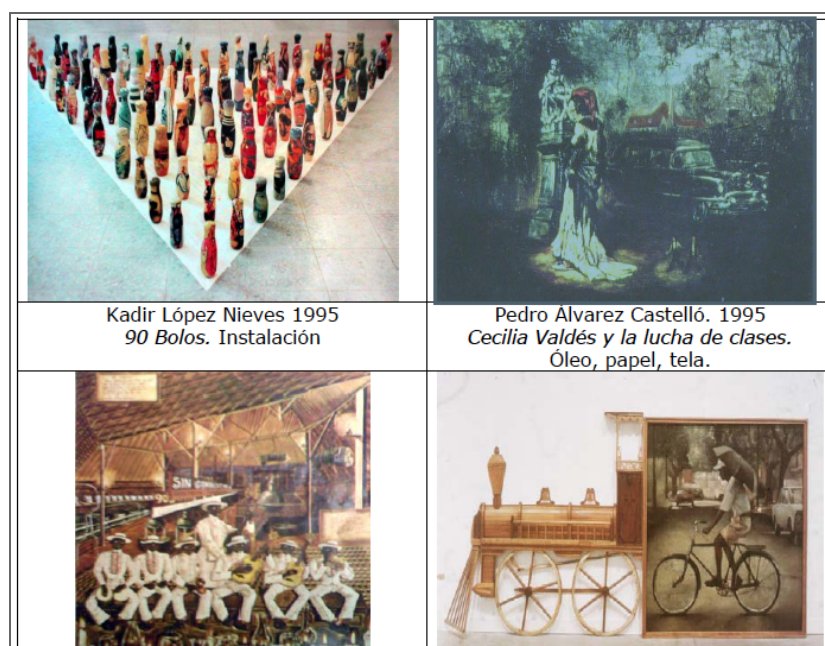 Kadir López Nieves 1995
90 Bolos. Instalación
Pedro Álvarez Castelló. 1995
Cecilia Valdés y la lucha de clases.
Óleo, papel, tela.
SIN
90